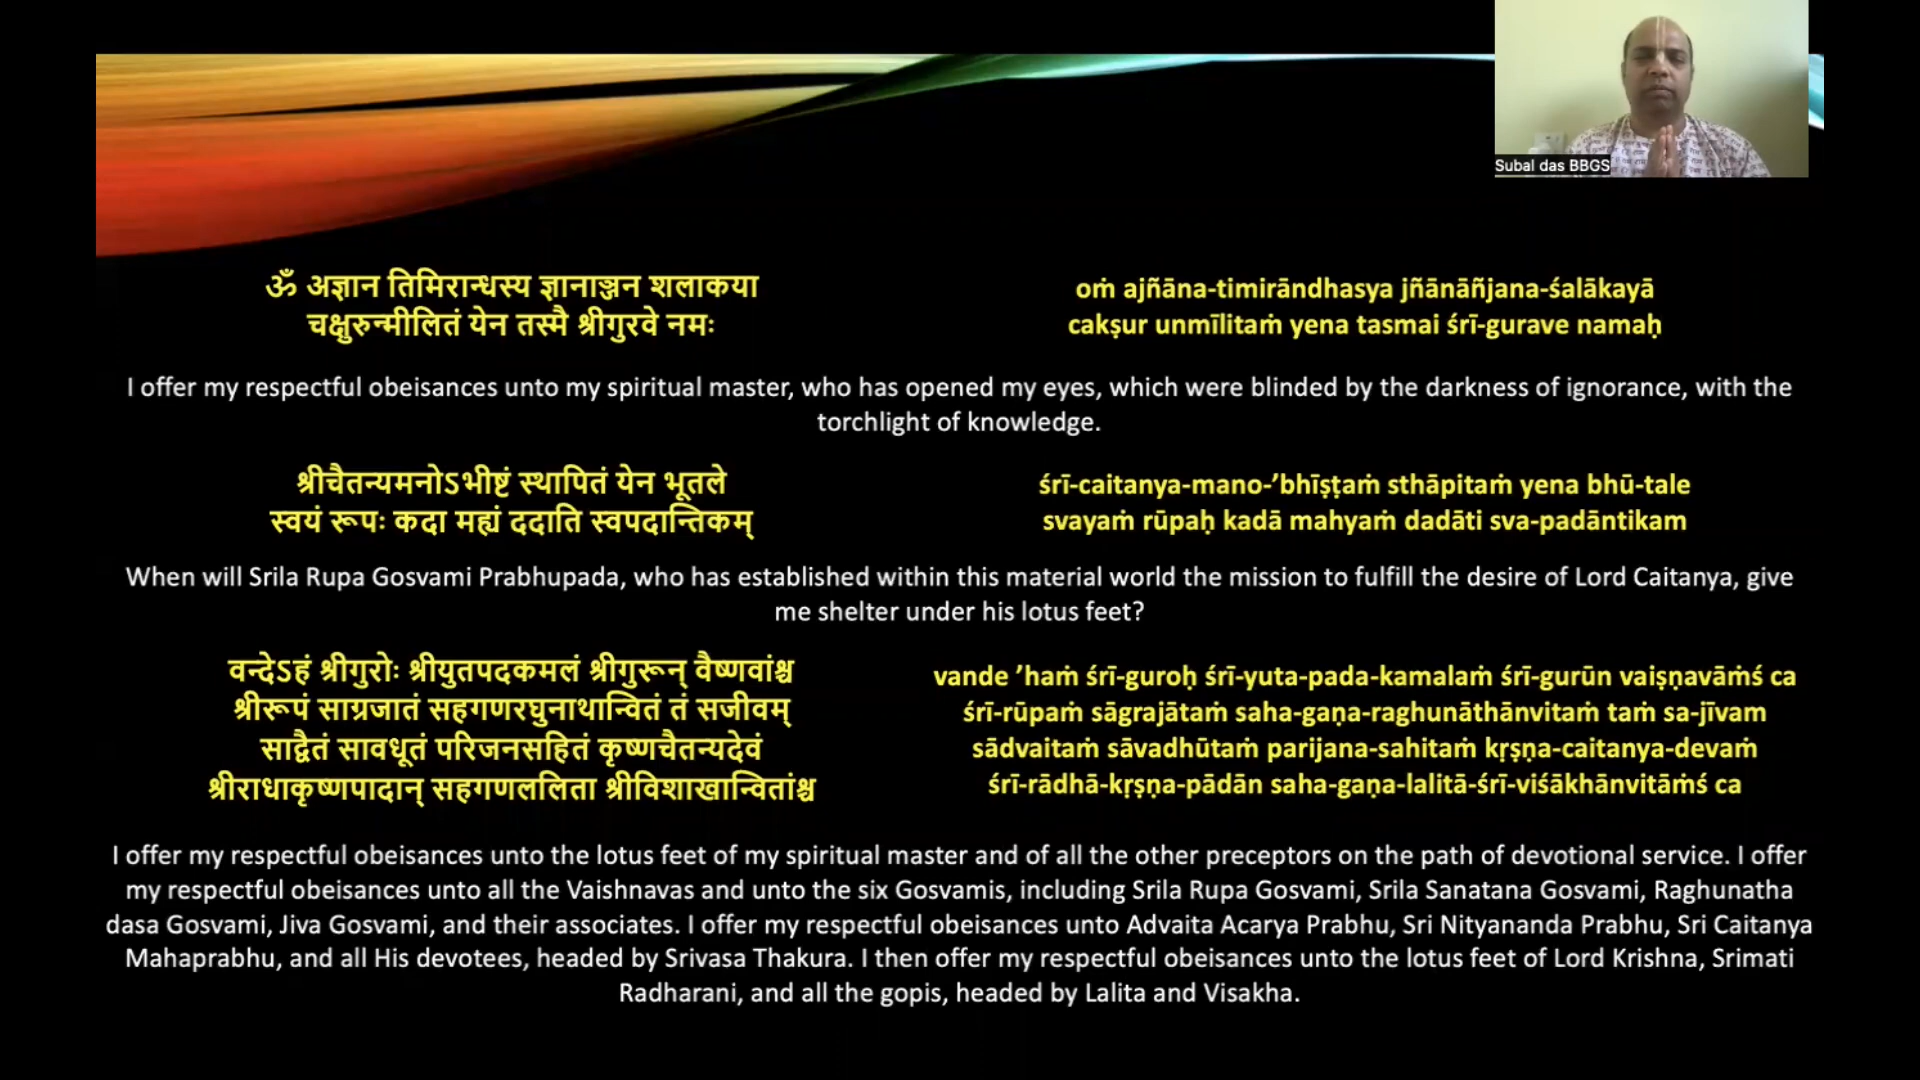 Subal das BBGS
ॐ अज्ञान तिमिरान्धस्य ज्ञानाञ्जन शलाकया
चक्षुरुन्मीलितं येन तस्मै श्रीगुरवे नमः
oṁ ajñāna-timirāndhasya jñānāñjana-śalākayā
cakṣur unmīlitaṁ yena tasmai śrī-gurave namaḥ
I offer my respectful obeisances unto my spiritual master, who has opened my eyes, which were blinded by the darkness of ignorance, with the
torchlight of knowledge.
श्रीचैतन्यमनोऽभीष्टं स्थापितं येन भूतले
स्वयं रूपः कदा मह्यं ददाति स्वपदान्तिकम्
śrī-caitanya-mano-’bhīṣṭaṁ sthāpitaṁ yena bhū-tale
svayaṁ rūpaḥ kadā mahyaṁ dadāti sva-padāntikam
When will Srila Rupa Gosvami Prabhupada, who has established within this material world the mission to fulfill the desire of Lord Caitanya, give
me shelter under his lotus feet?
वन्देऽहं श्रीगुरोः श्रीयुतपदकमलं श्रीगुरून् वैष्णवांश्च
श्रीरूपं साग्रजातं सहगणरघुनाथान्वितं तं सजीवम्
साद्वैतं सावधूतं परिजनसहितं कृष्णचैतन्यदेवं
श्रीराधाकृष्णपादान् सहगणललिता श्रीविशाखान्वितांश्च
vande ’haṁ śrī-guroḥ śrī-yuta-pada-kamalaṁ śrī-gurūn vaiṣṇavāṁś ca
śrī-rūpaṁ sāgrajātaṁ saha-gaṇa-raghunāthānvitaṁ taṁ sa-jīvam
sādvaitaṁ sāvadhūtaṁ parijana-sahitaṁ kṛṣṇa-caitanya-devaṁ
śrī-rādhā-kṛṣṇa-pādān saha-gaṇa-lalitā-śrī-viśākhānvitāṁś ca
I offer my respectful obeisances unto the lotus feet of my spiritual master and of all the other preceptors on the path of devotional service. I offer
my respectful obeisances unto all the Vaishnavas and unto the six Gosvamis, including Srila Rupa Gosvami, Srila Sanatana Gosvami, Raghunatha
dasa Gosvami, Jiva Gosvami, and their associates. I offer my respectful obeisances unto Advaita Acarya Prabhu, Sri Nityananda Prabhu, Sri Caitanya
Mahaprabhu, and all His devotees, headed by Srivasa Thakura. I then offer my respectful obeisances unto the lotus feet of Lord Krishna, Srimati
Radharani, and all the gopis, headed by Lalita and Visakha.